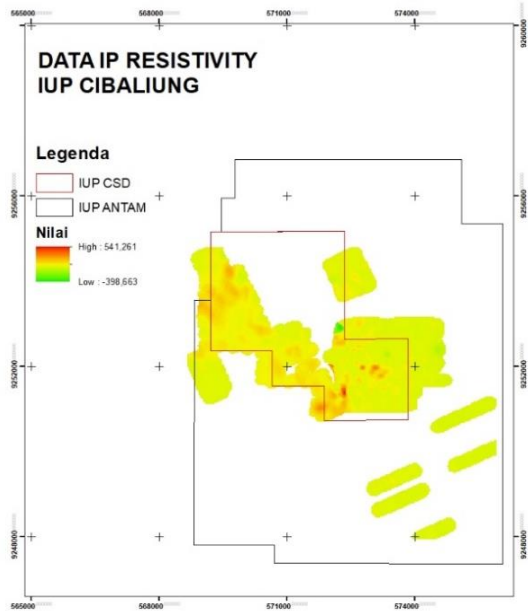 565000 568000 571000 574000
9260000
DATA IP RESISTIVITY
IUP CIBALIUNG
Legenda
IUP CSD
IUP ANTAM
Nilai
High : 541,261
Low : -398,663
9256000 9256000
9252000 9252000
9248000 9248000
565000 568000 571000 574000